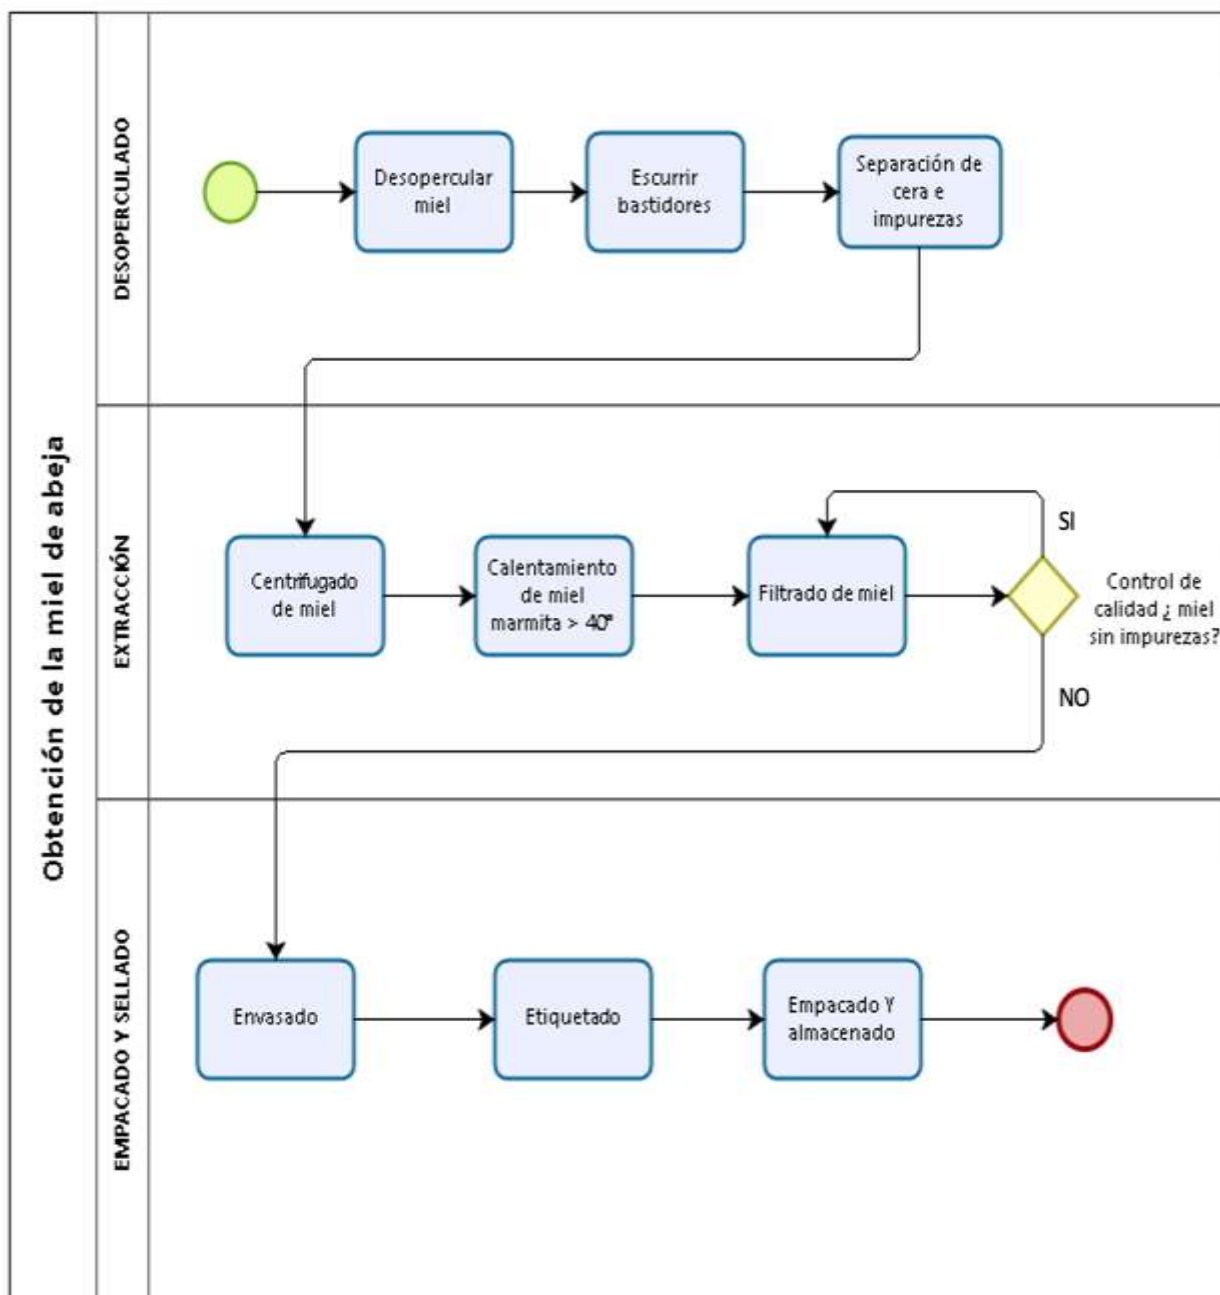 Obtención de la miel de abeja
DESOPERCULADO
Desopercular
miel
Escurrir
bastidores
Separación de
cera e
impurezas
EXTRACCIÓN
Centrifugado
de miel
Calentamiento
de miel
marmita > 40°
Filtrado de miel
SI
Control de
calidad ¿ miel
sin impurezas?
NO
EMPACADO Y SELLADO
Envasado
Etiquetado
Empacado Y
almacenado